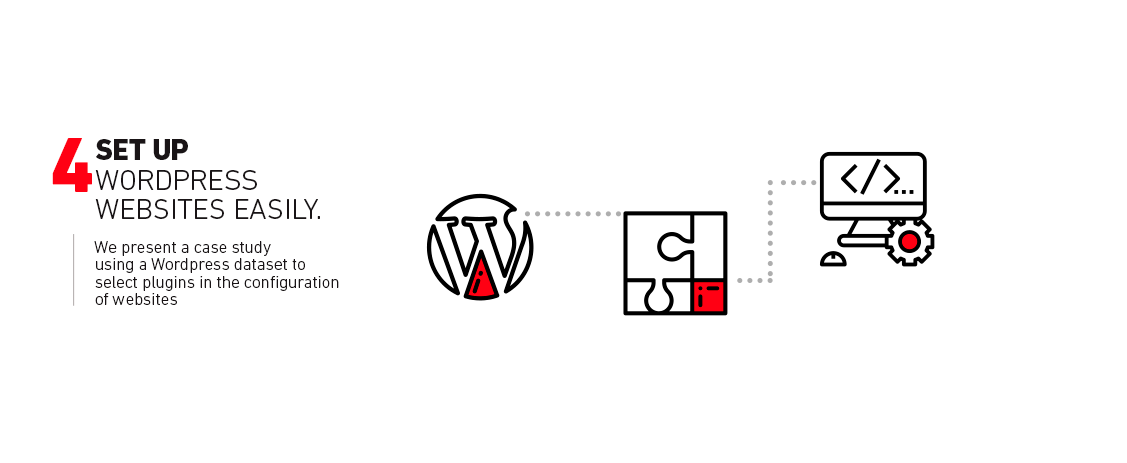 4 SET UP
WORDPRESS
WEBSITES EASILY.
We present a case study
using a Wordpress dataset to
select plugins in the configuration
of websites